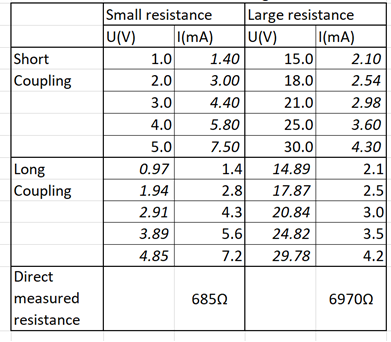 Small resistance Large resistance
U(V) I(mA) U(V) I(mA)
Short 1.0 1.40 15.0 2.10
Coupling 2.0 3.00 18.0 2.54
3.0 4.40 21.0 2.98
4.0 5.80 25.0 3.60
5.0 7.50 30.0 4.30
Long 0.97 1.4 14.89 2.1
Coupling 1.94 2.8 17.87 2.5
2.91 4.3 20.84 3.0
3.89 5.6 24.82 3.5
4.85 7.2 29.78 4.2
Direct
measured 685Ω 6970Ω
resistance